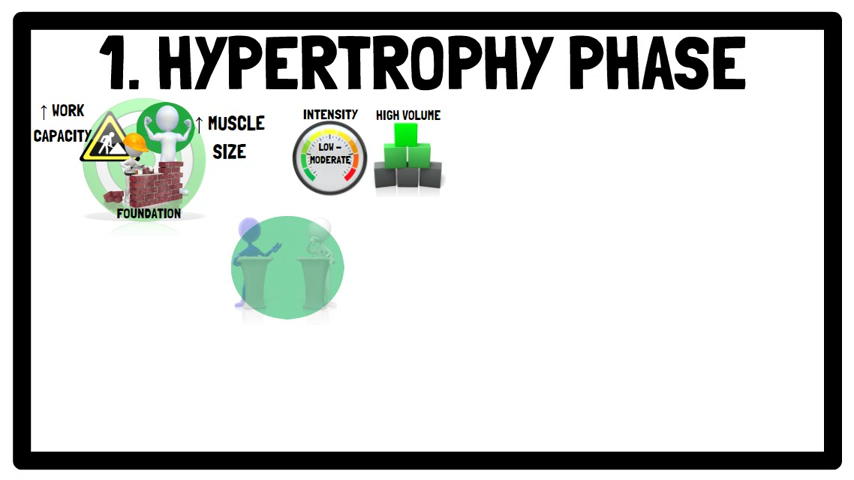 1. HYPERTROPHY PHASE
↑ WORK
CAPACITY
↑ MUSCLE
SIZE
FOUNDATION
INTENSITY
LOW –
MODERATE
HIGH VOLUME